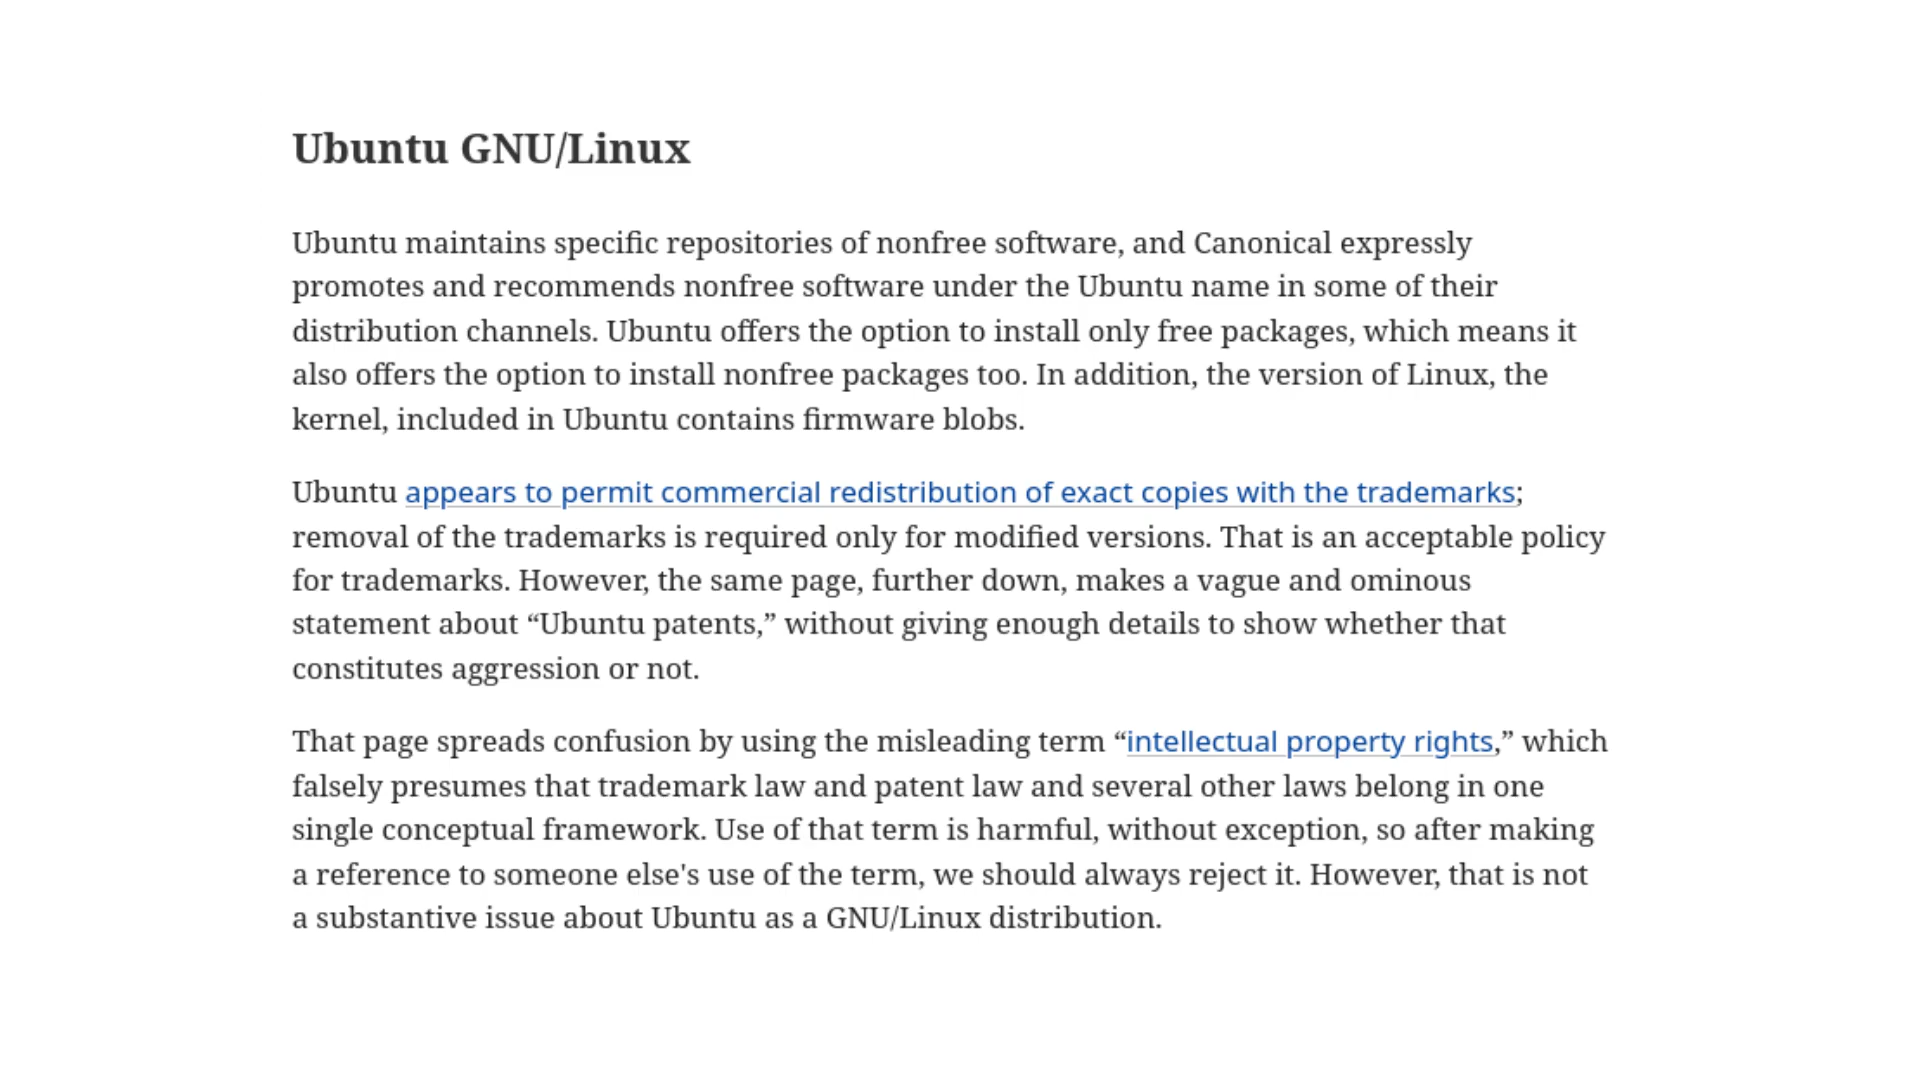 Ubuntu GNU/Linux
Ubuntu maintains specific repositories of nonfree software, and Canonical expressly
promotes and recommends nonfree software under the Ubuntu name in some of their
distribution channels. Ubuntu offers the option to install only free packages, which means it
also offers the option to install nonfree packages too. In addition, the version of Linux, the
kernel, included in Ubuntu contains firmware blobs.
Ubuntu appears to permit commercial redistribution of exact copies with the trademarks;
removal of the trademarks is required only for modified versions. That is an acceptable policy
for trademarks. However, the same page, further down, makes a vague and ominous
statement about “Ubuntu patents,” without giving enough details to show whether that
constitutes aggression or not.
That page spreads confusion by using the misleading term “intellectual property rights,” which
falsely presumes that trademark law and patent law and several other laws belong in one
single conceptual framework. Use of that term is harmful, without exception, so after making
a reference to someone else's use of the term, we should always reject it. However, that is not
a substantive issue about Ubuntu as a GNU/Linux distribution.